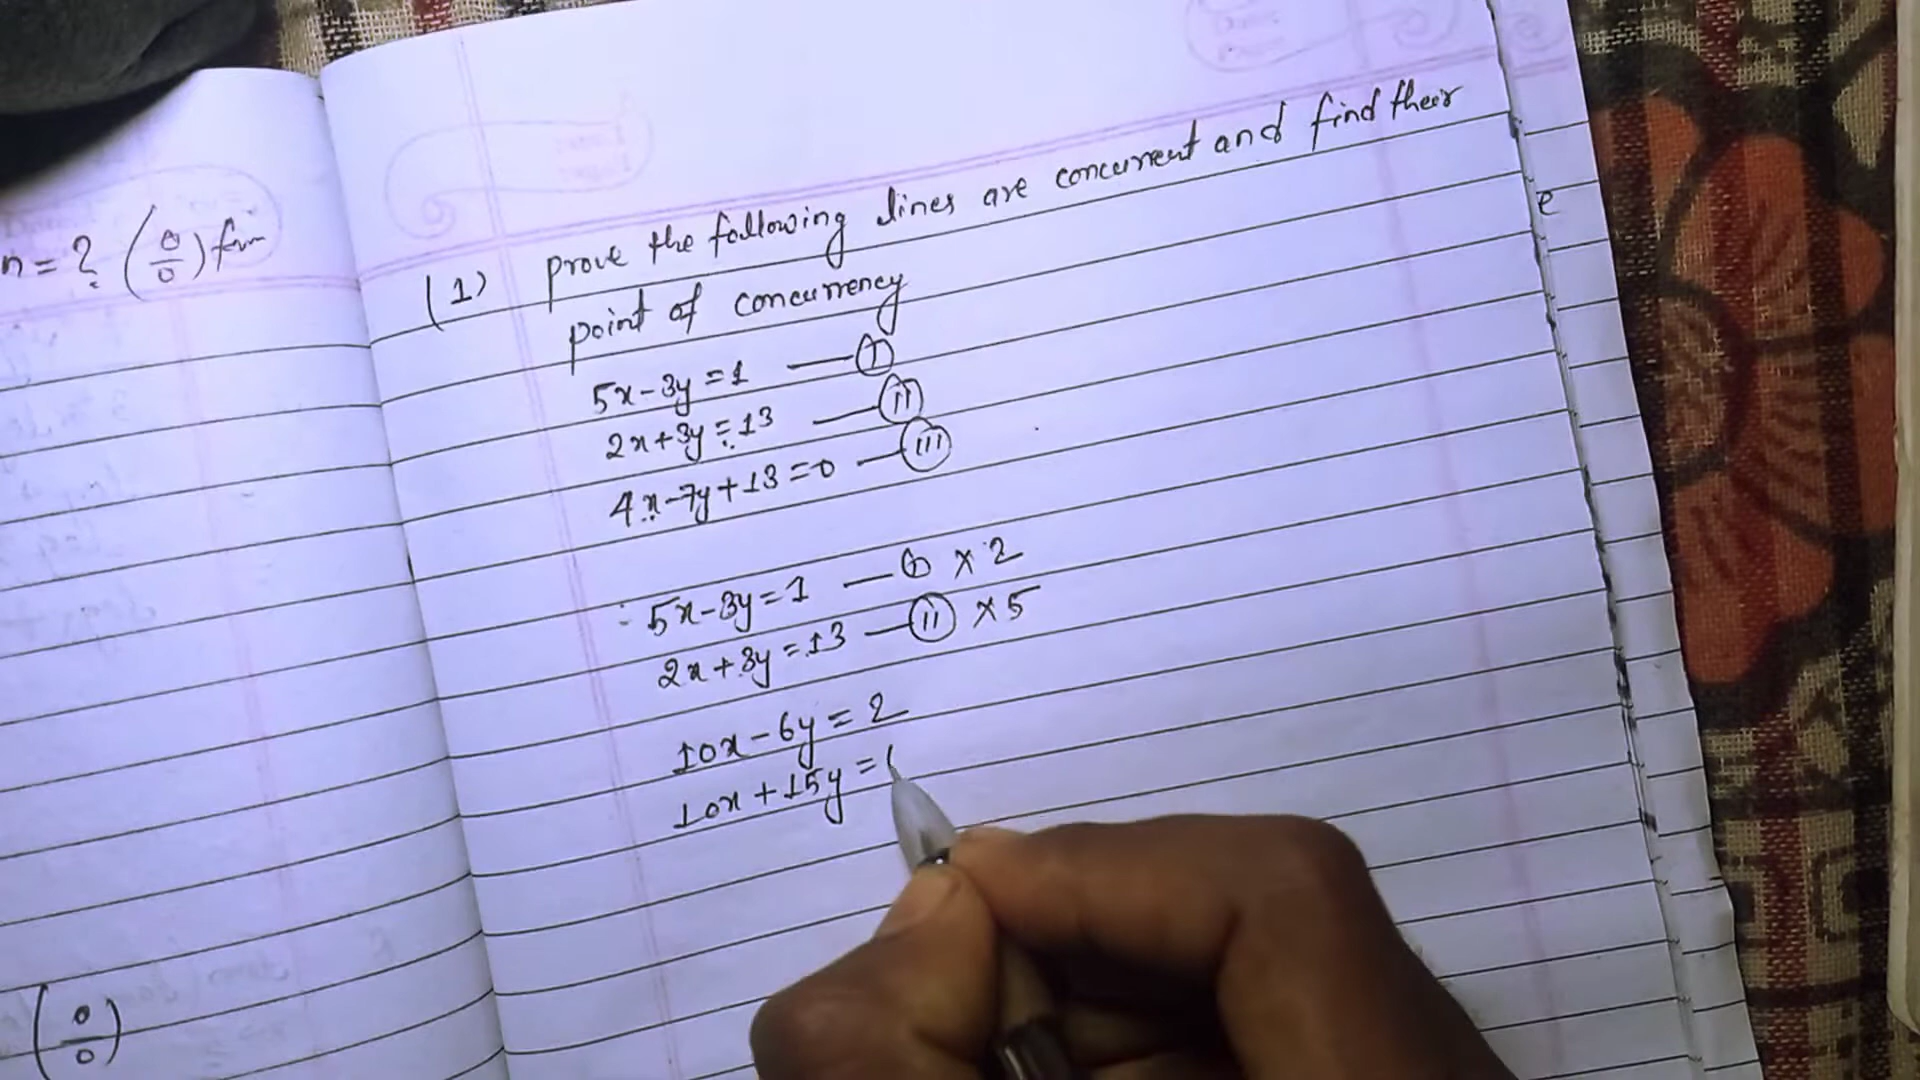 n = ? (0/0) form
(0/0)
(1) prove the following lines are concurrent and find their
point of concurrency
5x - 3y = 1 — (I)
2x + 3y = 13 — (II)
4x - 7y + 13 = 0 — (III)
5x - 3y = 1 — (I) × 2
2x + 3y = 13 — (II) × 5
10x - 6y = 2
10x + 15y =
e